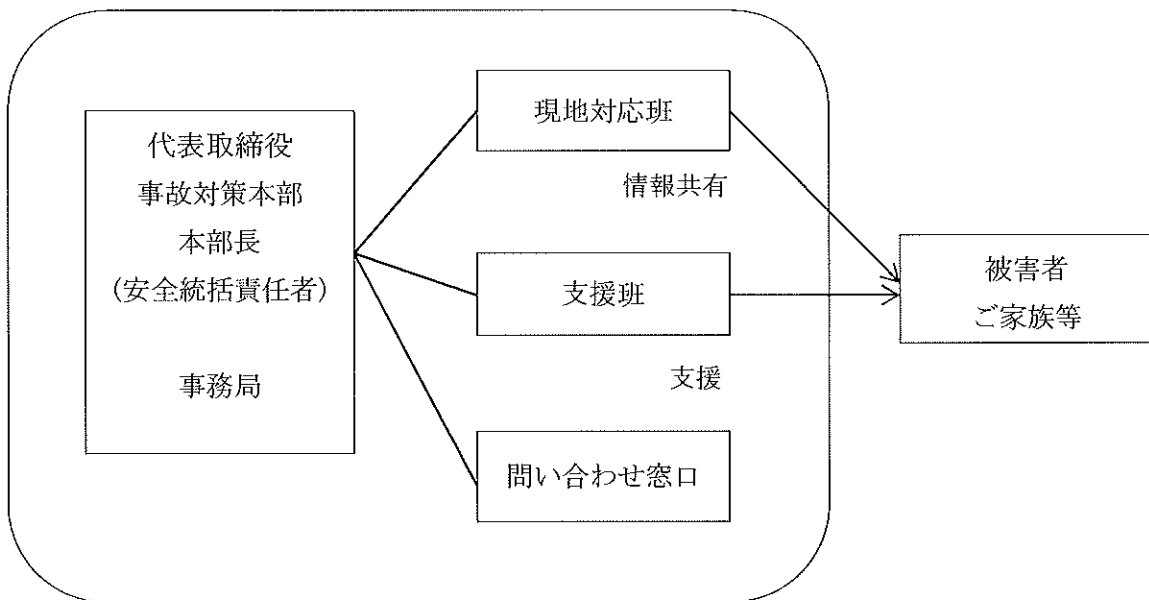 代表取締役
事故対策本部
本部長
(安全統括責任者)
事務局
現地対応班
情報共有
支援班
支援
問い合わせ窓口
被害者
ご家族等